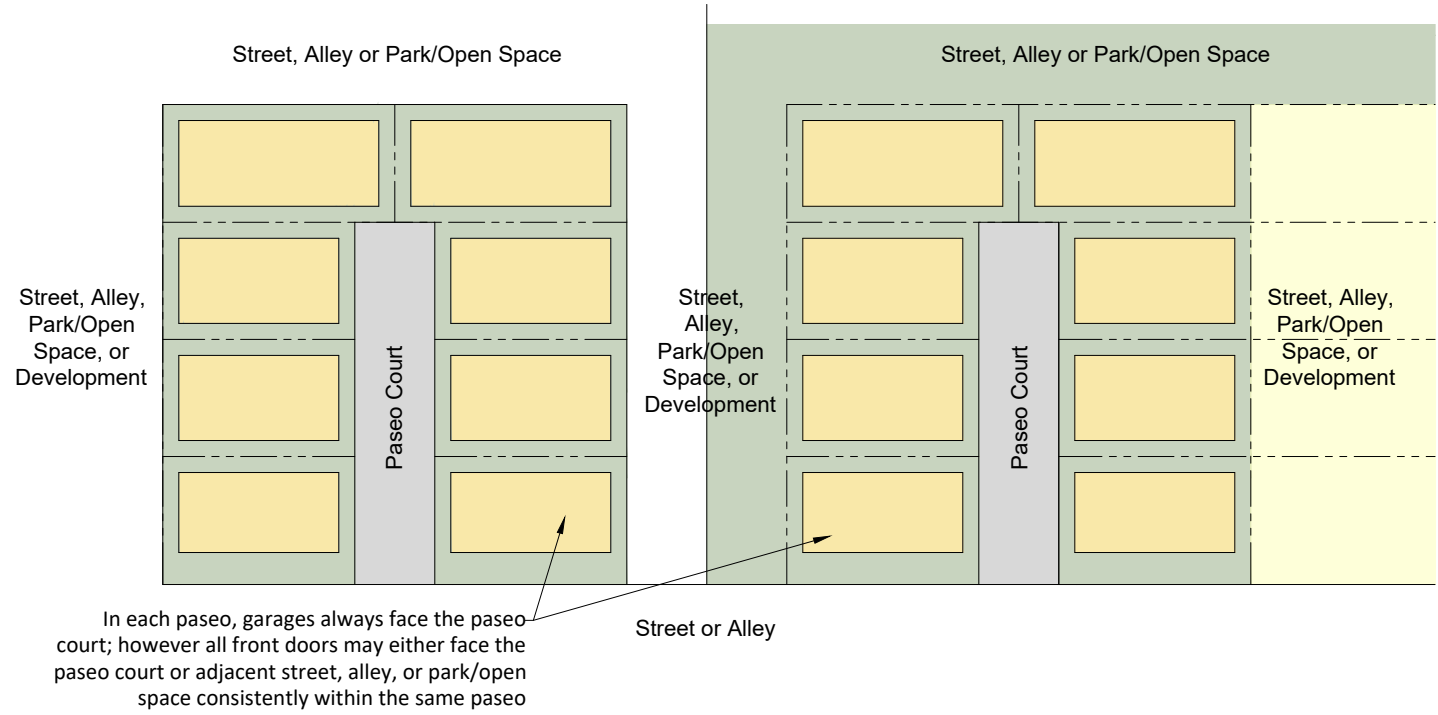 Street, Alley or Park/Open Space
Street, Alley or Park/Open Space
Street, Alley,
Park/Open
Space, or
Development
Paseo Court
Street,
Alley,
Park/Open
Space, or
Development
Paseo Court
Street, Alley,
Park/Open
Space, or
Development
In each paseo, garages always face the paseo
court; however all front doors may either face the
paseo court or adjacent street, alley, or park/open
space consistently within the same paseo
Street or Alley